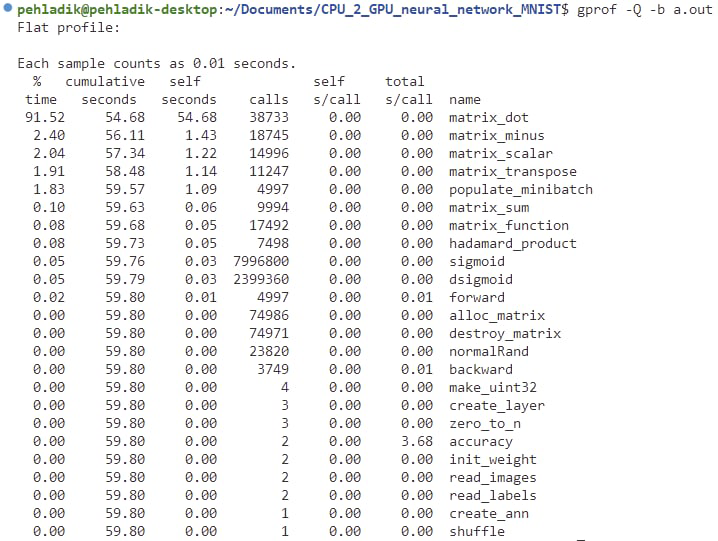 pehladik@pehladik-desktop:~/Documents/CPU_2_GPU_neural_network_MNIST$ gprof -Q -b a.out
Flat profile:

Each sample counts as 0.01 seconds.
  %   cumulative   self              self     total
 time   seconds   seconds    calls   s/call   s/call  name
 91.52     54.68    54.68    38733     0.00     0.00  matrix_dot
  2.40     56.11     1.43    18745     0.00     0.00  matrix_minus
  2.04     57.34     1.22    14996     0.00     0.00  matrix_scalar
  1.91     58.48     1.14    11247     0.00     0.00  matrix_transpose
  1.83     59.57     1.09     4997     0.00     0.00  populate_minibatch
  0.10     59.63     0.06     9994     0.00     0.00  matrix_sum
  0.08     59.68     0.05    17492     0.00     0.00  matrix_function
  0.08     59.73     0.05     7498     0.00     0.00  hadamard_product
  0.05     59.76     0.03  7996800     0.00     0.00  sigmoid
  0.05     59.79     0.03  2399360     0.00     0.00  dsigmoid
  0.02     59.80     0.01     4997     0.00     0.01  forward
  0.00     59.80     0.00    74986     0.00     0.00  alloc_matrix
  0.00     59.80     0.00    74971     0.00     0.00  destroy_matrix
  0.00     59.80     0.00    23820     0.00     0.00  normalRand
  0.00     59.80     0.00     3749     0.00     0.01  backward
  0.00     59.80     0.00        4     0.00     0.00  make_uint32
  0.00     59.80     0.00        3     0.00     0.00  create_layer
  0.00     59.80     0.00        3     0.00     0.00  zero_to_n
  0.00     59.80     0.00        2     0.00     3.68  accuracy
  0.00     59.80     0.00        2     0.00     0.00  init_weight
  0.00     59.80     0.00        2     0.00     0.00  read_images
  0.00     59.80     0.00        2     0.00     0.00  read_labels
  0.00     59.80     0.00        1     0.00     0.00  create_ann
  0.00     59.80     0.00        1     0.00     0.00  shuffle